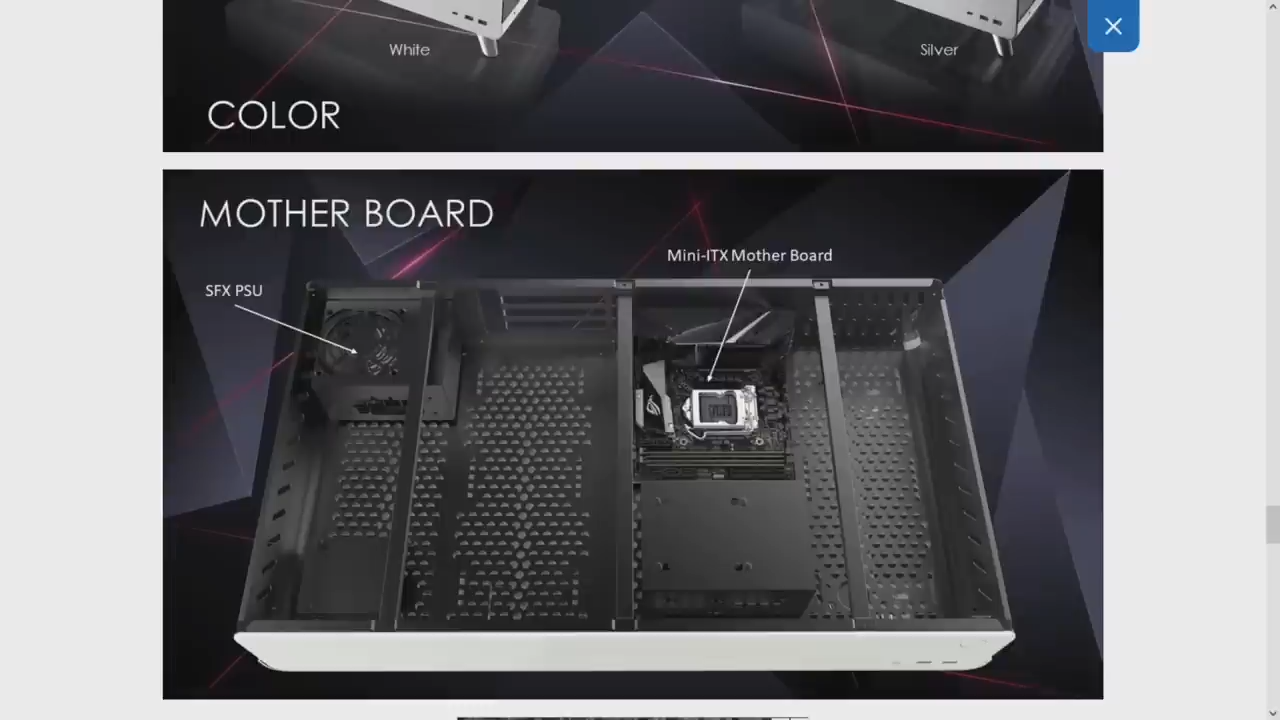 White
Silver
COLOR
MOTHER BOARD
Mini-ITX Mother Board
SFX PSU